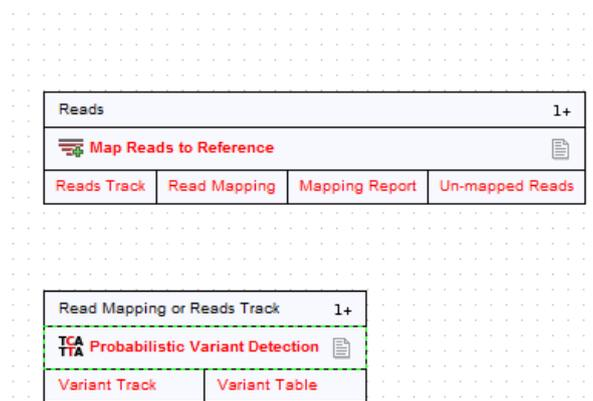 Reads 1+
Map Reads to Reference
Reads Track Read Mapping Mapping Report Un-mapped Reads
Read Mapping or Reads Track 1+
TCA
TTA Probabilistic Variant Detection
Variant Track Variant Table